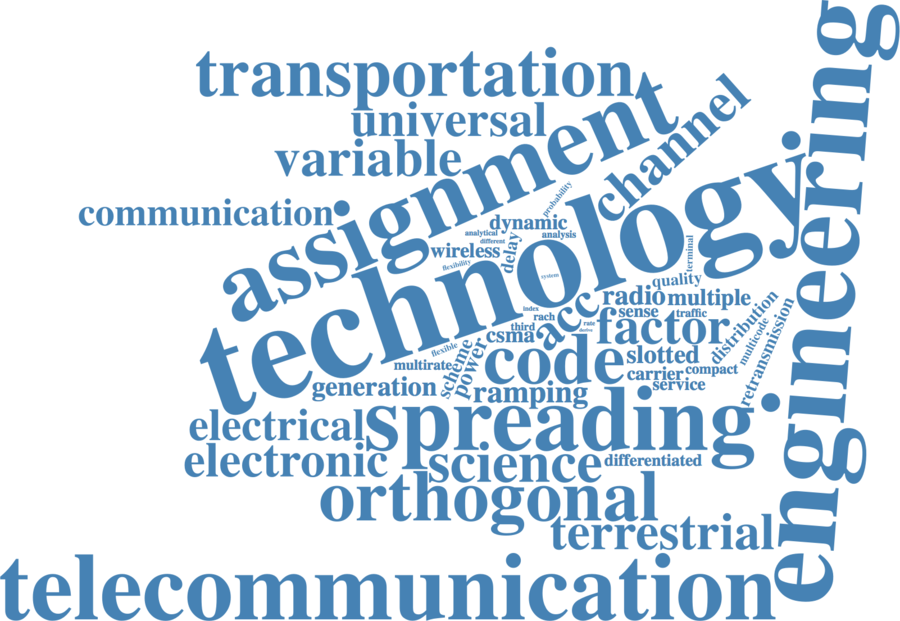 transportation
universal
variable
communication
assignment
channel
technology
engineering
probability
dynamic
analytical
analysis
different
wireless
delay
flexibility
system
terminal
quality
radio
multiple
index
sense
traffic
rach
acc
rate
third
derive
csma
factor
distribution
multicode
retransmission
flexible
scheme
power
multirate
code
slotted
carrier
compact
service
generation
ramping
electrical
spreading
electronic
science
differentiated
orthogonal
terrestrial
telecommunication